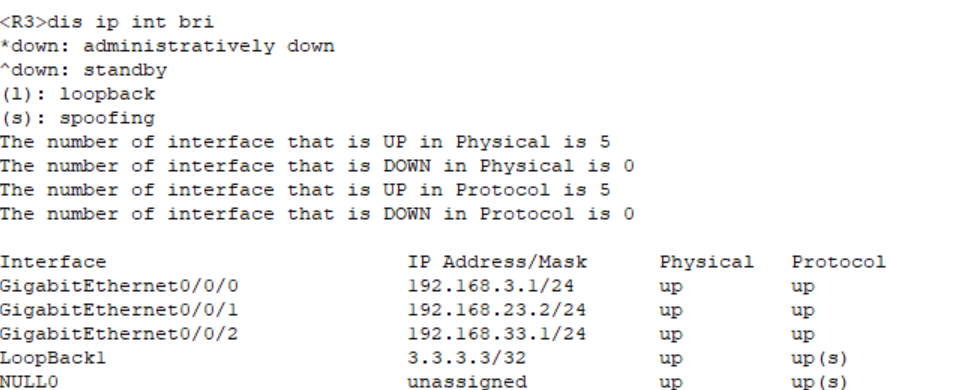 <R3>dis ip int bri
*down: administratively down
^down: standby
(l): loopback
(s): spoofing
The number of interface that is UP in Physical is 5
The number of interface that is DOWN in Physical is 0
The number of interface that is UP in Protocol is 5
The number of interface that is DOWN in Protocol is 0
Interface IP Address/Mask Physical Protocol
GigabitEthernet0/0/0 192.168.3.1/24 up up
GigabitEthernet0/0/1 192.168.23.2/24 up up
GigabitEthernet0/0/2 192.168.33.1/24 up up
LoopBack1 3.3.3.3/32 up up(s)
NULL0 unassigned up up(s)